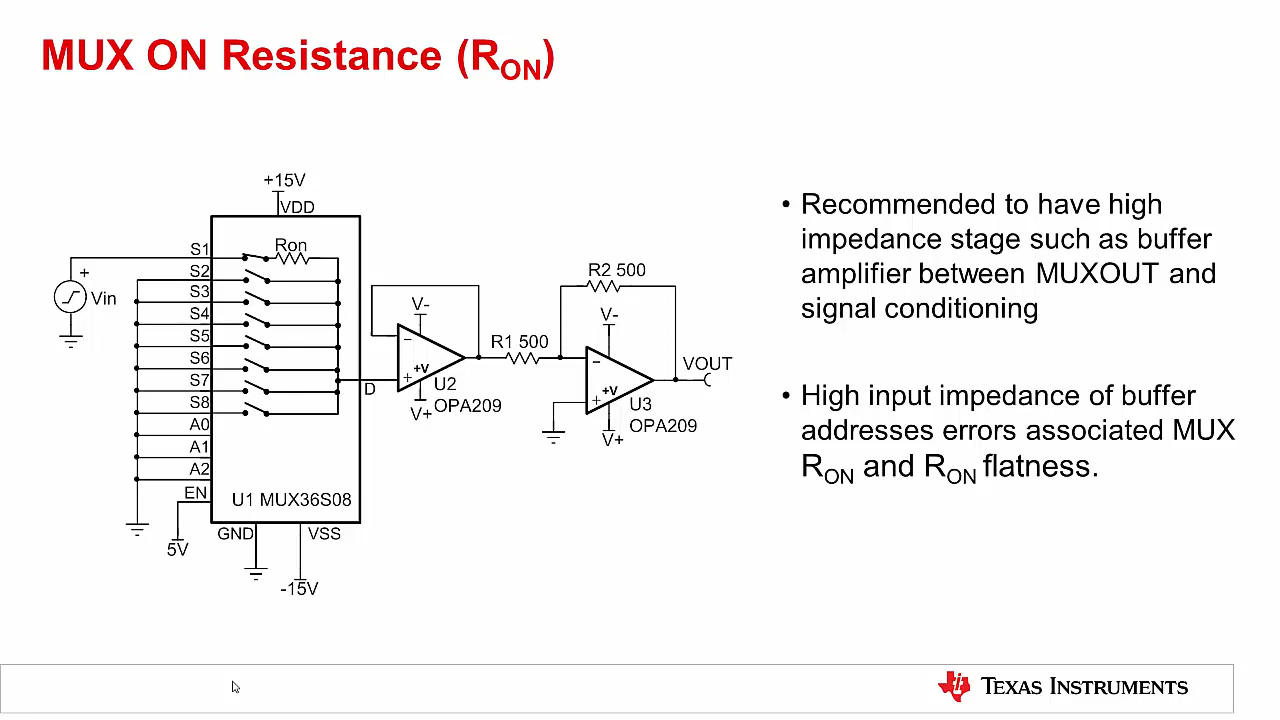 MUX ON Resistance (RON)
+15V
VDD
S1
Ron
S2
S3
S4
S5
S6
S7
S8
A0
A1
A2
EN
+
Vin
D
U1 MUX36S08
GND
VSS
5V
-15V
V-
−
+
+V
U2
OPA209
V+
R1 500
R2 500
V-
−
+
+V
U3
OPA209
V+
VOUT
• Recommended to have high
impedance stage such as buffer
amplifier between MUXOUT and
signal conditioning
• High input impedance of buffer
addresses errors associated MUX
RON and RON flatness.
TEXAS INSTRUMENTS